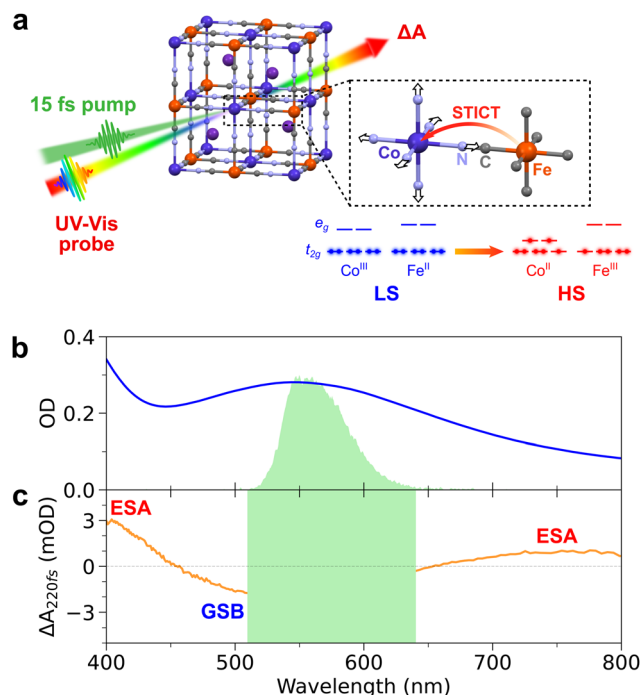 a
ΔA
15 fs pump
STICT
Co
N
C
Fe
UV-Vis
probe
e_g
t_2g
Co^III
Fe^II
Co^II
Fe^III
LS
HS
b
0.4
0.2
0.0
OD
c
ESA
ESA
GSB
3
0
−3
ΔA_220fs (mOD)
400
500
600
700
800
Wavelength (nm)